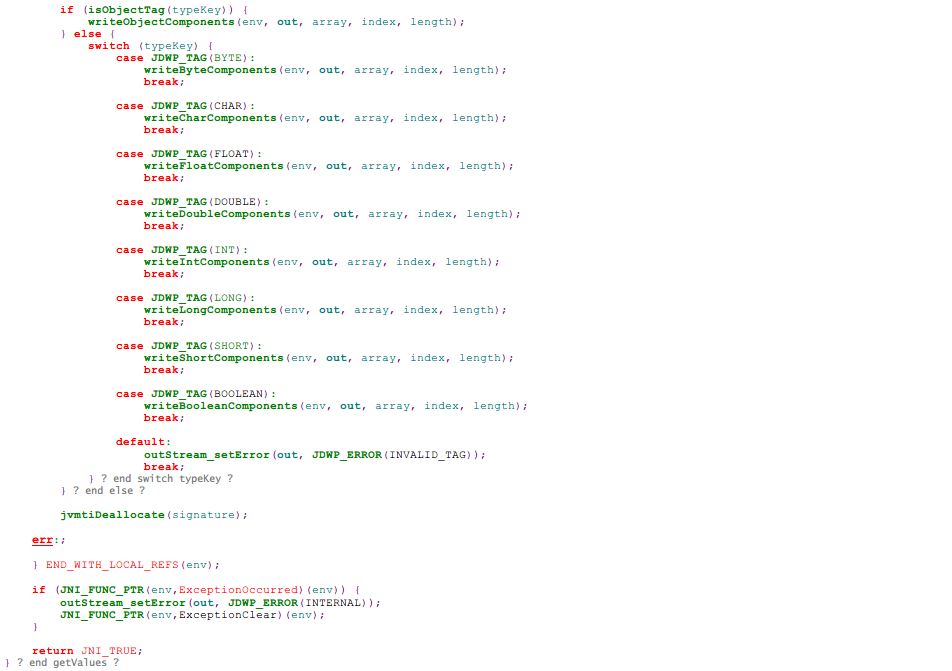 if (isObjectTag(typeKey)) {
writeObjectComponents(env, out, array, index, length);
} else {
switch (typeKey) {
case JDWP_TAG(BYTE):
writeByteComponents(env, out, array, index, length);
break;
case JDWP_TAG(CHAR):
writeCharComponents(env, out, array, index, length);
break;
case JDWP_TAG(FLOAT):
writeFloatComponents(env, out, array, index, length);
break;
case JDWP_TAG(DOUBLE):
writeDoubleComponents(env, out, array, index, length);
break;
case JDWP_TAG(INT):
writeIntComponents(env, out, array, index, length);
break;
case JDWP_TAG(LONG):
writeLongComponents(env, out, array, index, length);
break;
case JDWP_TAG(SHORT):
writeShortComponents(env, out, array, index, length);
break;
case JDWP_TAG(BOOLEAN):
writeBooleanComponents(env, out, array, index, length);
break;
default:
outStream_setError(out, JDWP_ERROR(INVALID_TAG));
break;
} ? end switch typeKey ?
} ? end else ?
jvmtiDeallocate(signature);
err:;
} END_WITH_LOCAL_REFS(env);
if (JNI_FUNC_PTR(env,ExceptionOccurred)(env)) {
outStream_setError(out, JDWP_ERROR(INTERNAL));
JNI_FUNC_PTR(env,ExceptionClear)(env);
}
return JNI_TRUE;
} ? end getValues ?